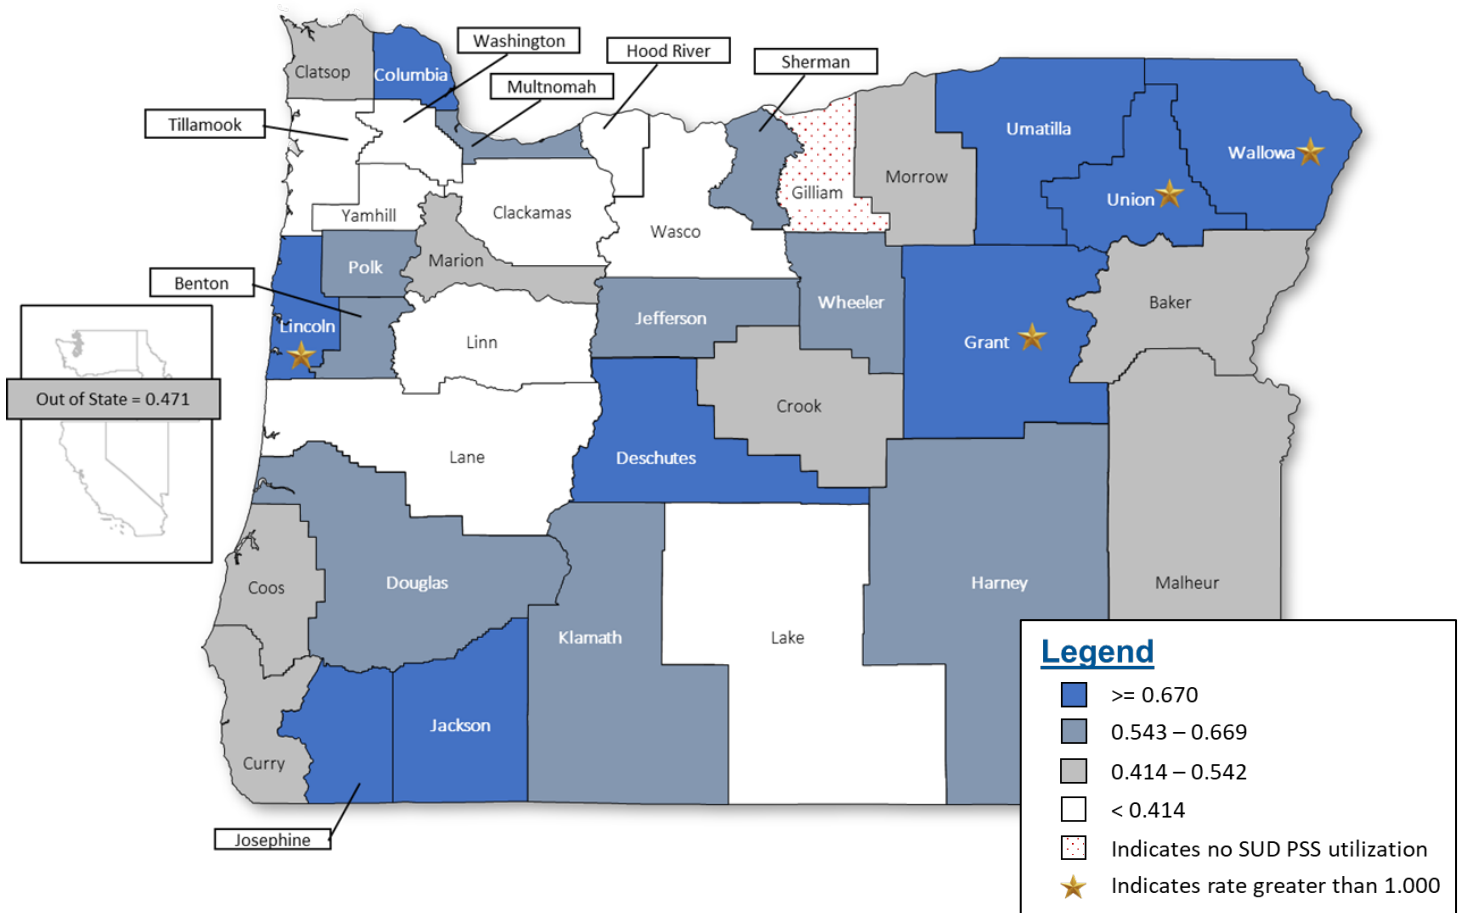 Washington
Hood River
Sherman
Clatsop
Columbia
Multnomah
Tillamook
Umatilla
Wallowa
Morrow
Gilliam
Union
Yamhill
Clackamas
Wasco
Marion
Polk
Benton
Lincoln
Jefferson
Wheeler
Baker
Linn
Grant
Out of State = 0.471
Crook
Lane
Deschutes
Coos
Douglas
Harney
Malheur
Klamath
Lake
Jackson
Curry
Josephine
Legend
>= 0.670
0.543 – 0.669
0.414 – 0.542
< 0.414
Indicates no SUD PSS utilization
Indicates rate greater than 1.000